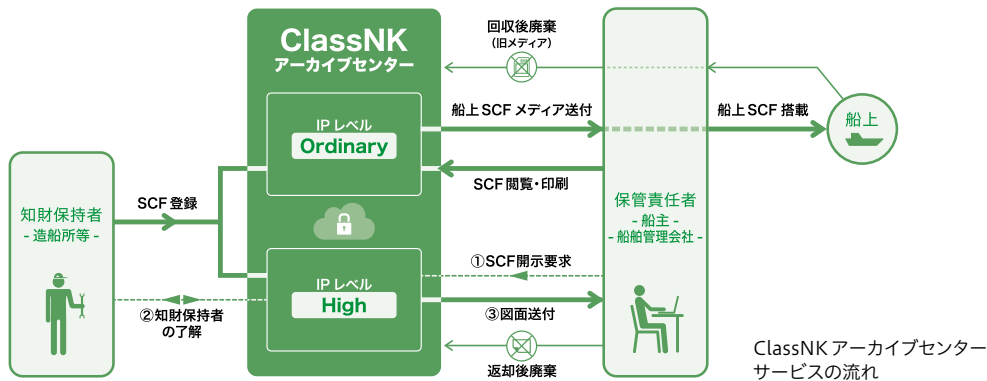 ClassNK
アーカイブセンター
回収後廃棄
（旧メディア）
IP レベル
Ordinary
船上 SCF メディア送付
船上 SCF 搭載
船上
SCF 閲覧・印刷
SCF 登録
知財保持者
- 造船所等 -
保管責任者
- 船主 -
- 船舶管理会社 -
①SCF開示要求
IP レベル
High
②知財保持者
の了解
③図面送付
返却後廃棄
ClassNK アーカイブセンター
サービスの流れ